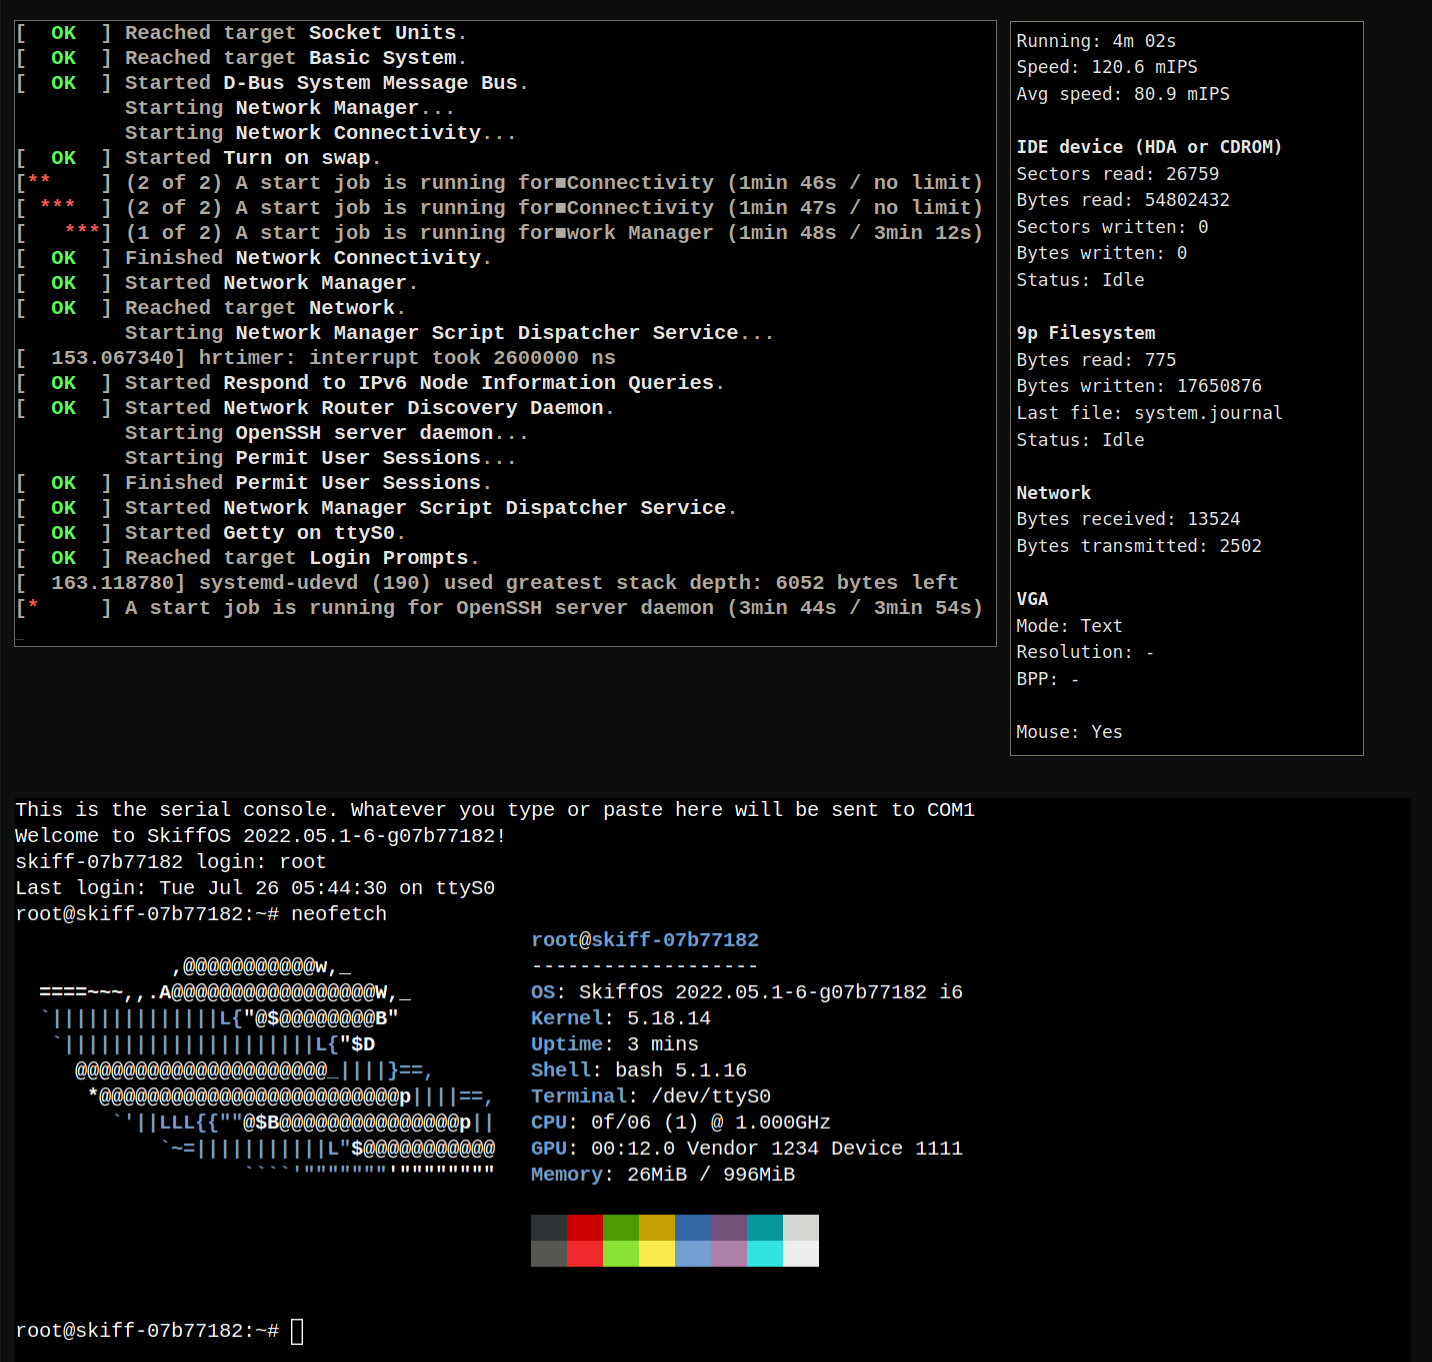 [  OK  ] Reached target Socket Units.
[  OK  ] Reached target Basic System.
[  OK  ] Started D-Bus System Message Bus.
         Starting Network Manager...
         Starting Network Connectivity...
[  OK  ] Started Turn on swap.
[**    ] (2 of 2) A start job is running for■Connectivity (1min 46s / no limit)
[ ***  ] (2 of 2) A start job is running for■Connectivity (1min 47s / no limit)
[   ***] (1 of 2) A start job is running for■work Manager (1min 48s / 3min 12s)
[  OK  ] Finished Network Connectivity.
[  OK  ] Started Network Manager.
[  OK  ] Reached target Network.
         Starting Network Manager Script Dispatcher Service...
[  153.067340] hrtimer: interrupt took 2600000 ns
[  OK  ] Started Respond to IPv6 Node Information Queries.
[  OK  ] Started Network Router Discovery Daemon.
         Starting OpenSSH server daemon...
         Starting Permit User Sessions...
[  OK  ] Finished Permit User Sessions.
[  OK  ] Started Network Manager Script Dispatcher Service.
[  OK  ] Started Getty on ttyS0.
[  OK  ] Reached target Login Prompts.
[  163.118780] systemd-udevd (190) used greatest stack depth: 6052 bytes left
[*     ] A start job is running for OpenSSH server daemon (3min 44s / 3min 54s)
_
Running: 4m 02s
Speed: 120.6 mIPS
Avg speed: 80.9 mIPS
IDE device (HDA or CDROM)
Sectors read: 26759
Bytes read: 54802432
Sectors written: 0
Bytes written: 0
Status: Idle
9p Filesystem
Bytes read: 775
Bytes written: 17650876
Last file: system.journal
Status: Idle
Network
Bytes received: 13524
Bytes transmitted: 2502
VGA
Mode: Text
Resolution: -
BPP: -
Mouse: Yes
This is the serial console. Whatever you type or paste here will be sent to COM1
Welcome to SkiffOS 2022.05.1-6-g07b77182!
skiff-07b77182 login: root
Last login: Tue Jul 26 05:44:30 on ttyS0
root@skiff-07b77182:~# neofetch
                                           root@skiff-07b77182
             ,@@@@@@@@@@@w,_               -------------------
  ====~~~,,.A@@@@@@@@@@@@@@@@@W,_          OS: SkiffOS 2022.05.1-6-g07b77182 i6
  `||||||||||||||L{"@$@@@@@@@@B"           Kernel: 5.18.14
   `|||||||||||||||||||||L{"$D             Uptime: 3 mins
     @@@@@@@@@@@@@@@@@@@@@_||||}==,        Shell: bash 5.1.16
      *@@@@@@@@@@@@@@@@@@@@@@@@@p||||==,   Terminal: /dev/ttyS0
        `'||LLL{{""@$B@@@@@@@@@@@@@@@p||   CPU: 0f/06 (1) @ 1.000GHz
            `~=|||||||||||L"$@@@@@@@@@@@   GPU: 00:12.0 Vendor 1234 Device 1111
                   ````'"""""""'""""""""   Memory: 26MiB / 996MiB
root@skiff-07b77182:~#